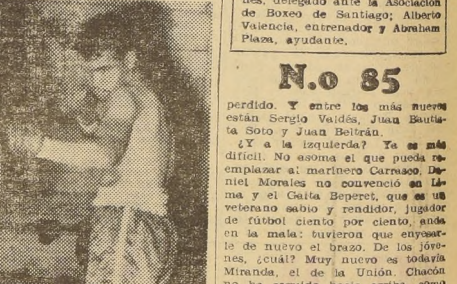 nes, delegado ante la Asociación
de Boxeo de Santiago; Alberto
Valencia, entrenador y Abraham
Plaza, ayudante.
N.o 85
perdido. Y entre los más nuevos
están Sergio Valdés, Juan Bautis-
ta Soto y Juan Beltrán.
¿Y a la izquierda? Ya es más
difícil. No asoma el que pueda re-
emplazar al marinero Carrasco. Da-
niel Morales no convenció en Li-
ma y el Gaita Beperet, que es un
veterano sabio y rendidor, jugador
de fútbol ciento por ciento, anda
en la mala: tuvieron que enyesar-
le de nuevo el brazo. De los jóve-
nes, ¿cuál? Muy nuevo es todavía
Miranda, el de la Unión. Chacón